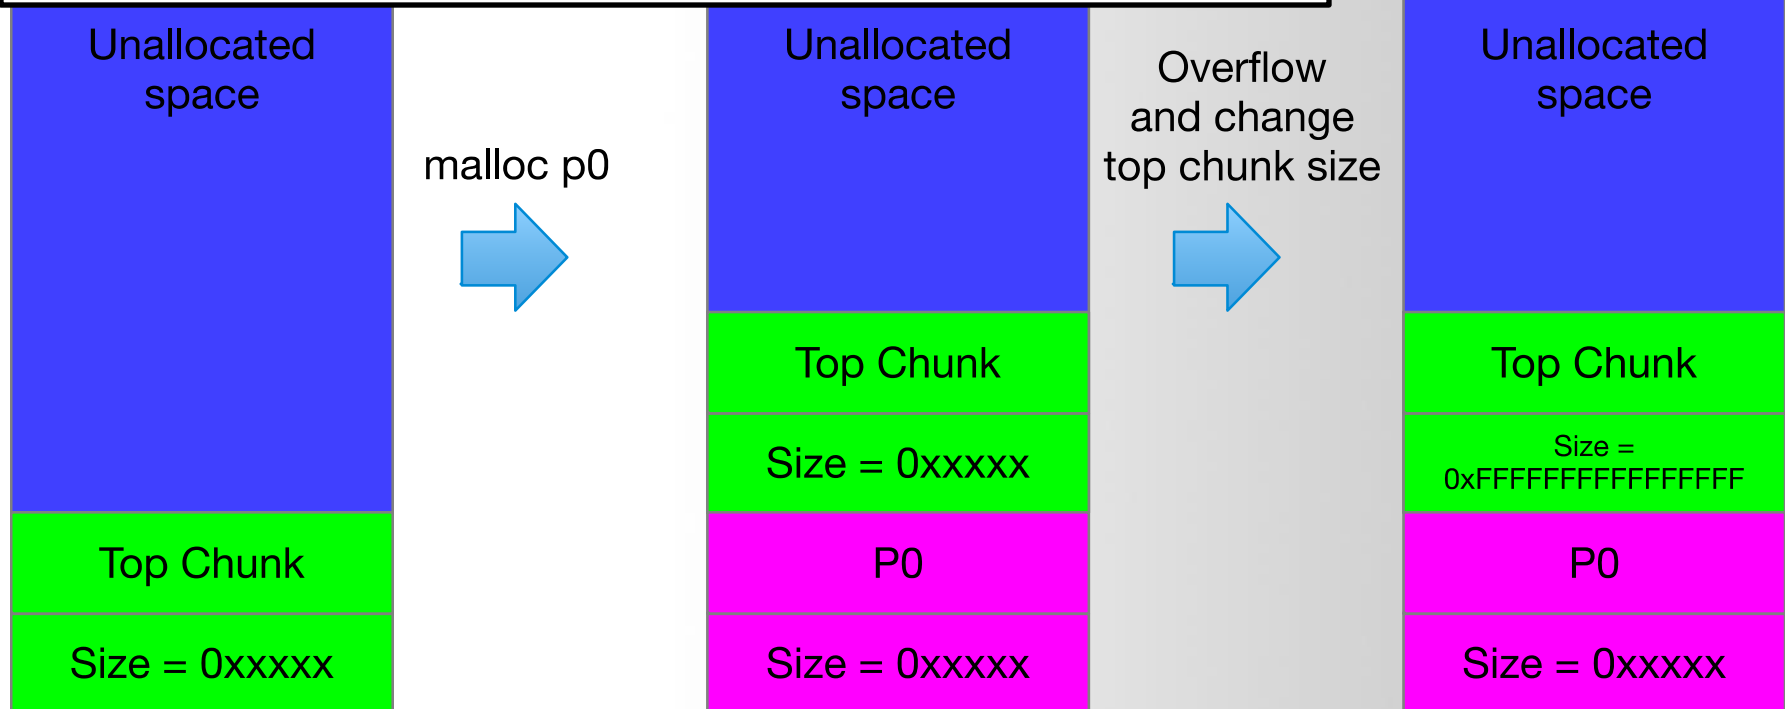 Unallocated
space
Top Chunk
Size = 0xxxxx
malloc p0
Unallocated
space
Top Chunk
Size = 0xxxxx
P0
Size = 0xxxxx
Overflow
and change
top chunk size
Unallocated
space
Top Chunk
Size =
0xFFFFFFFFFFFFFFFF
P0
Size = 0xxxxx